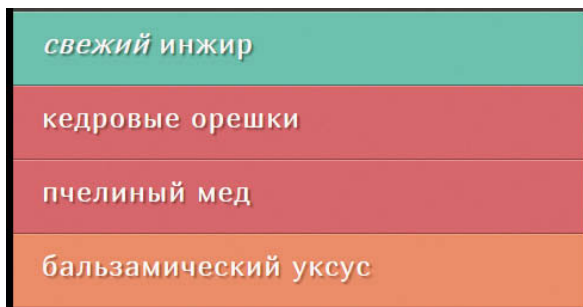 свежий инжир
кедровые орешки
пчелиный мед
бальзамический уксус